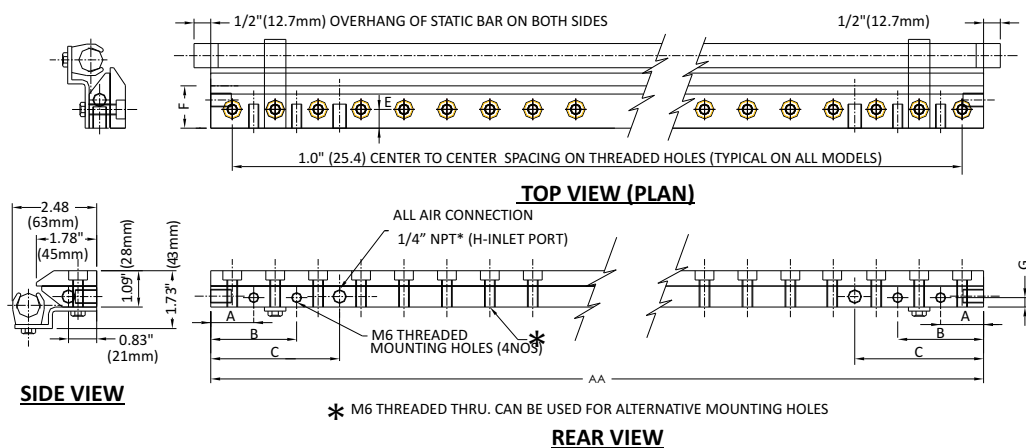 1/2"(12.7mm) OVERHANG OF STATIC BAR ON BOTH SIDES
1/2"(12.7mm)
F
E
1.0" (25.4) CENTER TO CENTER SPACING ON THREADED HOLES (TYPICAL ON ALL MODELS)
TOP VIEW (PLAN)
2.48
(63mm)
1.78"
(45mm)
1.09" (28mm)
1.73" (43mm)
0.83"
(21mm)
SIDE VIEW
ALL AIR CONNECTION
1/4” NPT* (H-INLET PORT)
G
A
B
C
M6 THREADED
MOUNTING HOLES (4NOS)
*
A
B
C
AA
* M6 THREADED THRU. CAN BE USED FOR ALTERNATIVE MOUNTING HOLES
REAR VIEW